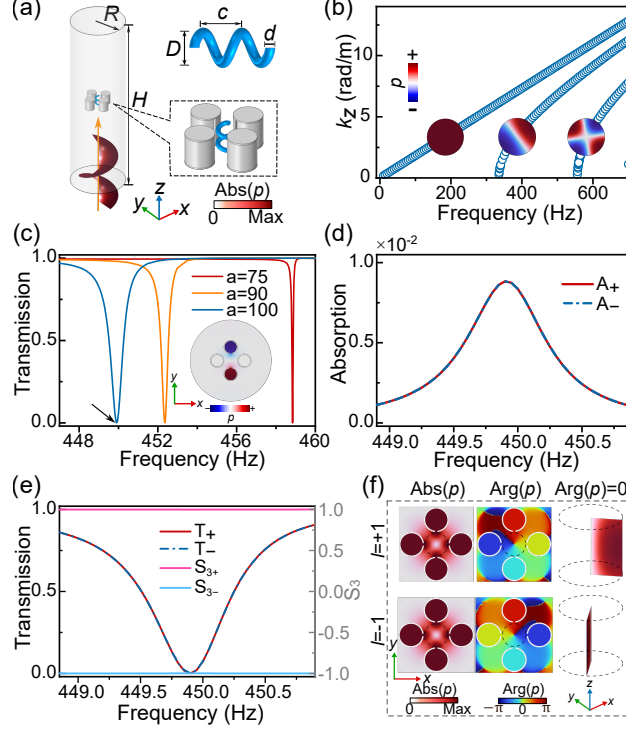 (a)
R
H
c
d
D
z
y
x
Abs(p)
0 Max
(b)
k_z (rad/m)
10
5
0
p
+
-
0 200 400 600
Frequency (Hz)
(c)
Transmission
1.0
0.5
0.0
a=75
a=90
a=100
y
x
− +
p
448 452 456 460
Frequency (Hz)
(d)
×10⁻²
Absorption
1.0
0.5
0.0
A₊
A₋
449.0 449.5 450.0 450.5
Frequency (Hz)
(e)
Transmission
1.0
0.5
0.0
T₊
T₋
S₃₊
S₃₋
1.0
0.5
0.0
-0.5
-1.0
S₃
449.0 449.5 450.0 450.5
Frequency (Hz)
(f)
Abs(p) Arg(p) Arg(p)=0
l=+1
l=-1
y
x
Abs(p)
0 Max
Arg(p)
−π 0 π
z
y
x